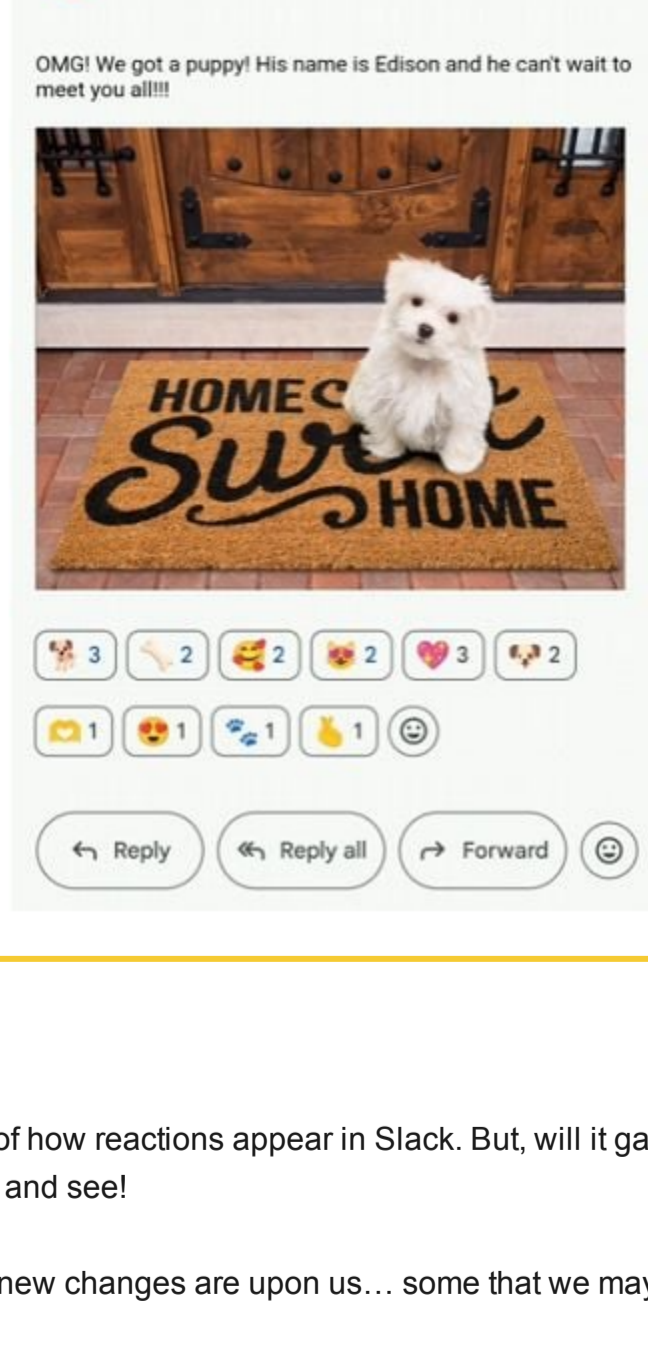 OMG! We got a puppy! His name is Edison and he can't wait to
meet you all!!!
HOME
HOME
3
2
2
2
3
2
1
1
1
1
Reply
Reply all
Forward
of how reactions appear in Slack. But, will it ga
and see!
new changes are upon us… some that we may